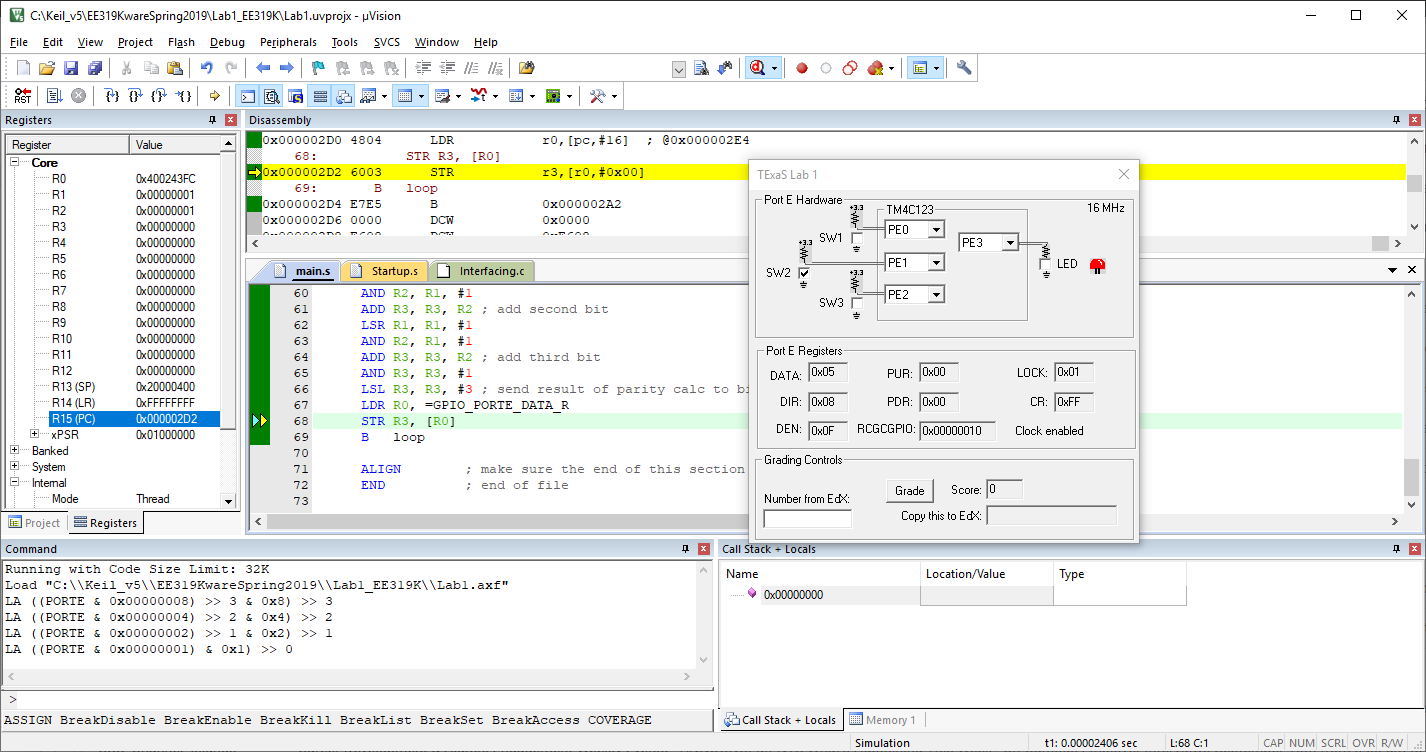 C:\Keil_v5\EE319KwareSpring2019\Lab1_EE319K\Lab1.uvprojx - µVision
File Edit View Project Flash Debug Peripherals Tools SVCS Window Help
RST
Registers
Register Value
Core
R0 0x400243FC
R1 0x00000001
R2 0x00000001
R3 0x00000000
R4 0x00000000
R5 0x00000000
R6 0x00000000
R7 0x00000000
R8 0x00000000
R9 0x00000000
R10 0x00000000
R11 0x00000000
R12 0x00000000
R13 (SP) 0x20000400
R14 (LR) 0xFFFFFFFF
R15 (PC) 0x000002D2
xPSR 0x01000000
Banked
System
Internal
Mode Thread
Project Registers
Disassembly
0x000002D0 4804 LDR r0,[pc,#16] ; @0x000002E4
68: STR R3, [R0]
0x000002D2 6003 STR r3,[r0,#0x00]
69: B loop
0x000002D4 E7E5 B 0x000002A2
0x000002D6 0000 DCW 0x0000
0x000002D8 E608 DCW 0xE608
main.s Startup.s Interfacing.c
60 AND R2, R1, #1
61 ADD R3, R3, R2 ; add second bit
62 LSR R1, R1, #1
63 AND R2, R1, #1
64 ADD R3, R3, R2 ; add third bit
65 AND R3, R3, #1
66 LSL R3, R3, #3 ; send result of parity calc to bi
67 LDR R0, =GPIO_PORTE_DATA_R
68 STR R3, [R0]
69 B loop
70
71 ALIGN ; make sure the end of this section
72 END ; end of file
73
TExaS Lab 1
Port E Hardware
TM4C123
16 MHz
+3.3
SW1
PE0
PE3
+3.3
SW2
PE1
LED
+3.3
SW3
PE2
Port E Registers
DATA: 0x05 PUR: 0x00 LOCK: 0x01
DIR: 0x08 PDR: 0x00 CR: 0xFF
DEN: 0x0F RCGCGPIO: 0x00000010 Clock enabled
Grading Controls
Number from EdX: Grade Score: 0
Copy this to EdX:
Command
Running with Code Size Limit: 32K
Load "C:\\Keil_v5\\EE319KwareSpring2019\\Lab1_EE319K\\Lab1.axf"
LA ((PORTE & 0x00000008) >> 3 & 0x8) >> 3
LA ((PORTE & 0x00000004) >> 2 & 0x4) >> 2
LA ((PORTE & 0x00000002) >> 1 & 0x2) >> 1
LA ((PORTE & 0x00000001) & 0x1) >> 0
>
ASSIGN BreakDisable BreakEnable BreakKill BreakList BreakSet BreakAccess COVERAGE
Call Stack + Locals
Name Location/Value Type
0x00000000
Call Stack + Locals Memory 1
Simulation t1: 0.00002406 sec L:68 C:1 CAP NUM SCRL OVR R/W